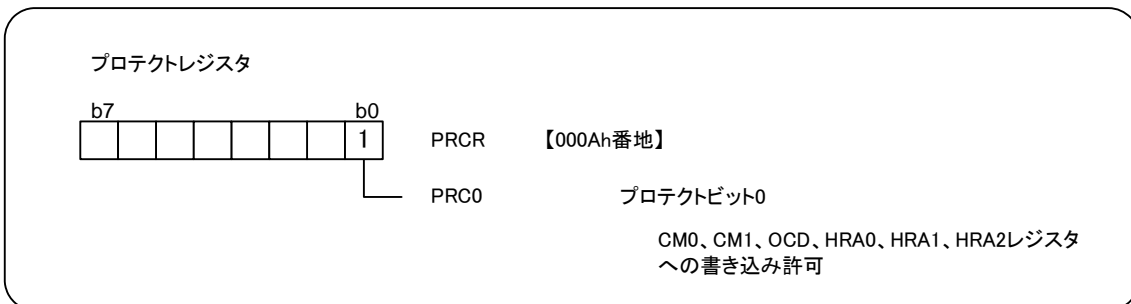 プロテクトレジスタ
b7 b0
1 PRCR 【000Ah番地】
PRC0 プロテクトビット0
CM0、CM1、OCD、HRA0、HRA1、HRA2レジスタ
への書き込み許可